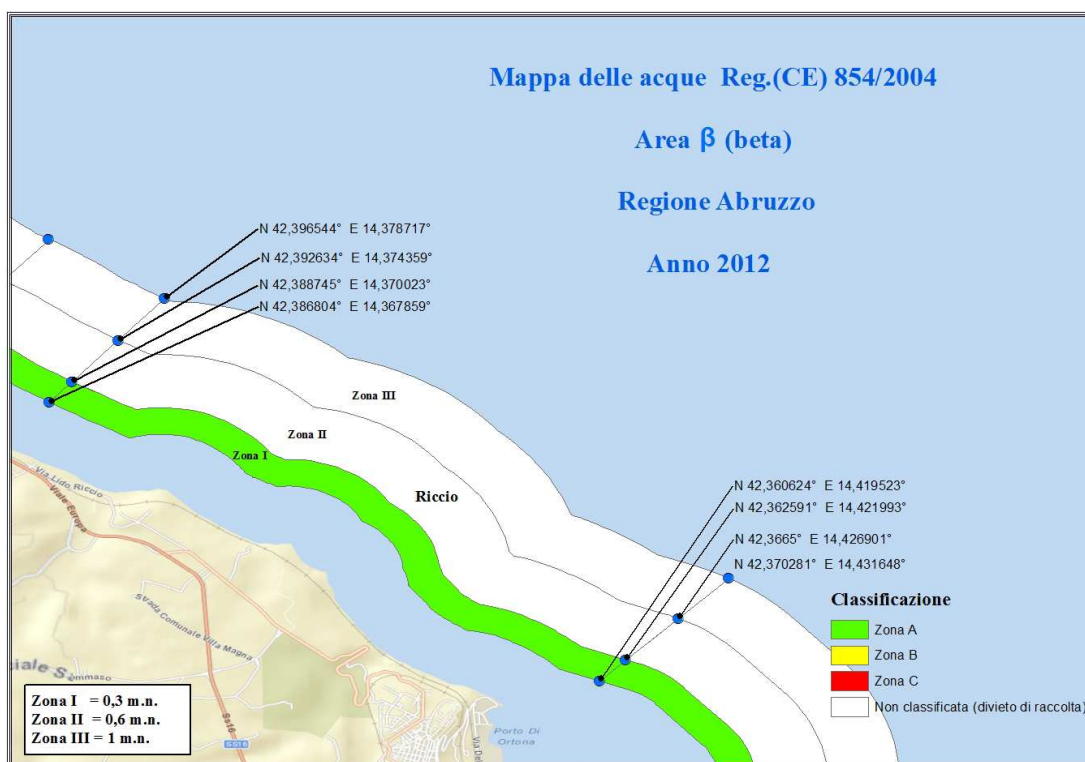 Mappa delle acque Reg.(CE) 854/2004
Area β (beta)
Regione Abruzzo
Anno 2012
N 42,396544° E 14,378717°
N 42,392634° E 14,374359°
N 42,388745° E 14,370023°
N 42,386804° E 14,367859°
Zona III
Zona II
Zona I
Riccio
N 42,360624° E 14,419523°
N 42,362591° E 14,421993°
N 42,3665° E 14,426901°
N 42,370281° E 14,431648°
Classificazione
Zona A
Zona B
Zona C
Non classificata (divieto di raccolta)
Via Lido Riccio
Viale Europa
Strada Comunale Villa Magna
Ss16
SS16
Porto Di
Ortona
Via Del
Zona I = 0,3 m.n.
Zona II = 0,6 m.n.
Zona III = 1 m.n.